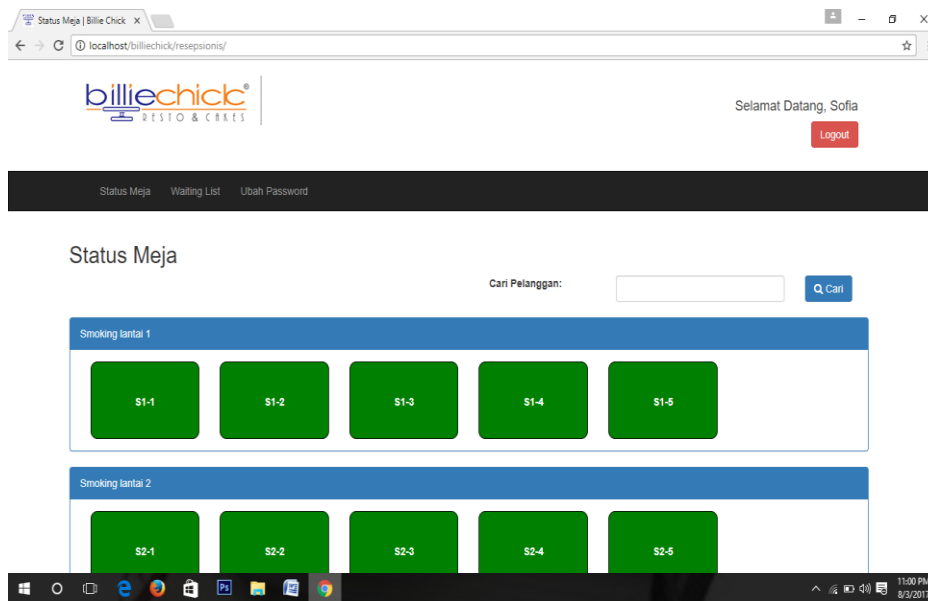 Status Meja | Billie Chick
localhost/billiechick/resepsionis/
billiechick®
RESTO & CAKES
Selamat Datang, Sofia
Logout
Status Meja Waiting List Ubah Password
Status Meja
Cari Pelanggan:
Cari
Smoking lantai 1
S1-1 S1-2 S1-3 S1-4 S1-5
Smoking lantai 2
S2-1 S2-2 S2-3 S2-4 S2-5
Ps
11:00 PM
8/3/2017